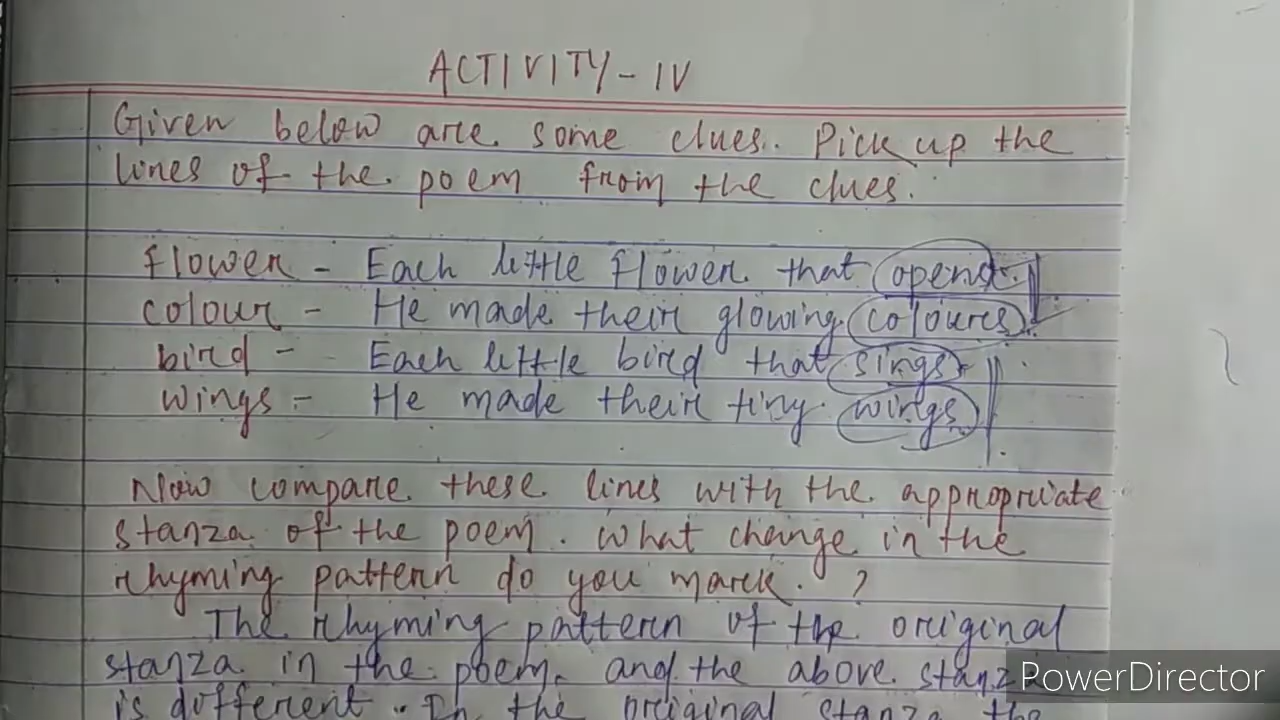 ACTIVITY - IV
Given below are some clues. Pick up the
lines of the poem from the clues.
flower - Each little flower that opens.
colour - He made their glowing colours.
bird - Each little bird that sings
wings - He made their tiny wings
Now compare these lines with the appropriate
stanza of the poem. What change in the
rhyming pattern do you mark. ?
The rhyming pattern of the original
stanza in the poem and the above stanza
is different. In the original stanza the
PowerDirector